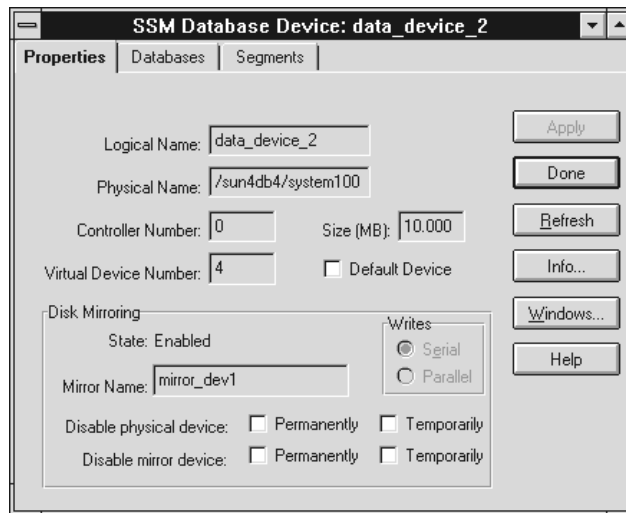 SSM Database Device: data_device_2
Properties Databases Segments
Logical Name: data_device_2
Physical Name: /sun4db4/system100
Controller Number: 0 Size (MB): 10.000
Virtual Device Number: 4 Default Device
Disk Mirroring
State: Enabled
Mirror Name: mirror_dev1
Writes
Serial
Parallel
Disable physical device: Permanently Temporarily
Disable mirror device: Permanently Temporarily
Apply
Done
Refresh
Info...
Windows...
Help